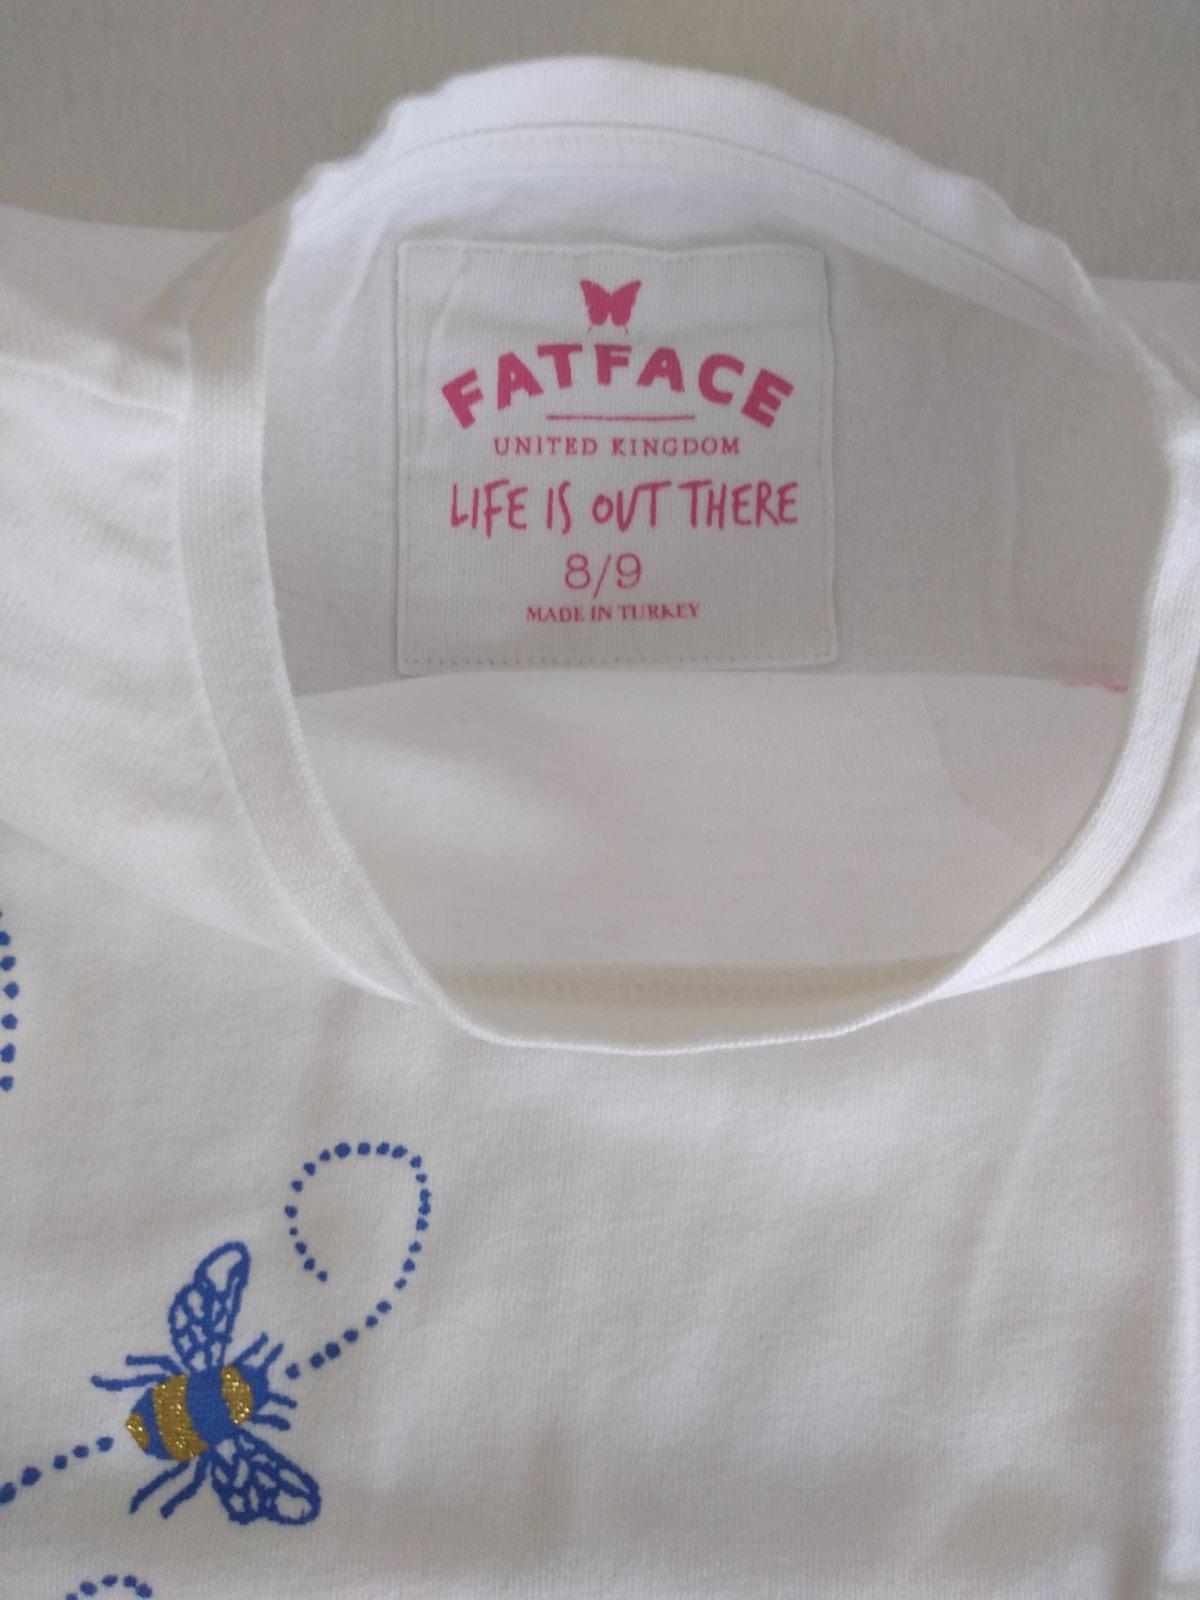 FATFACE
UNITED KINGDOM
LIFE IS OUT THERE
8/9
MADE IN TURKEY